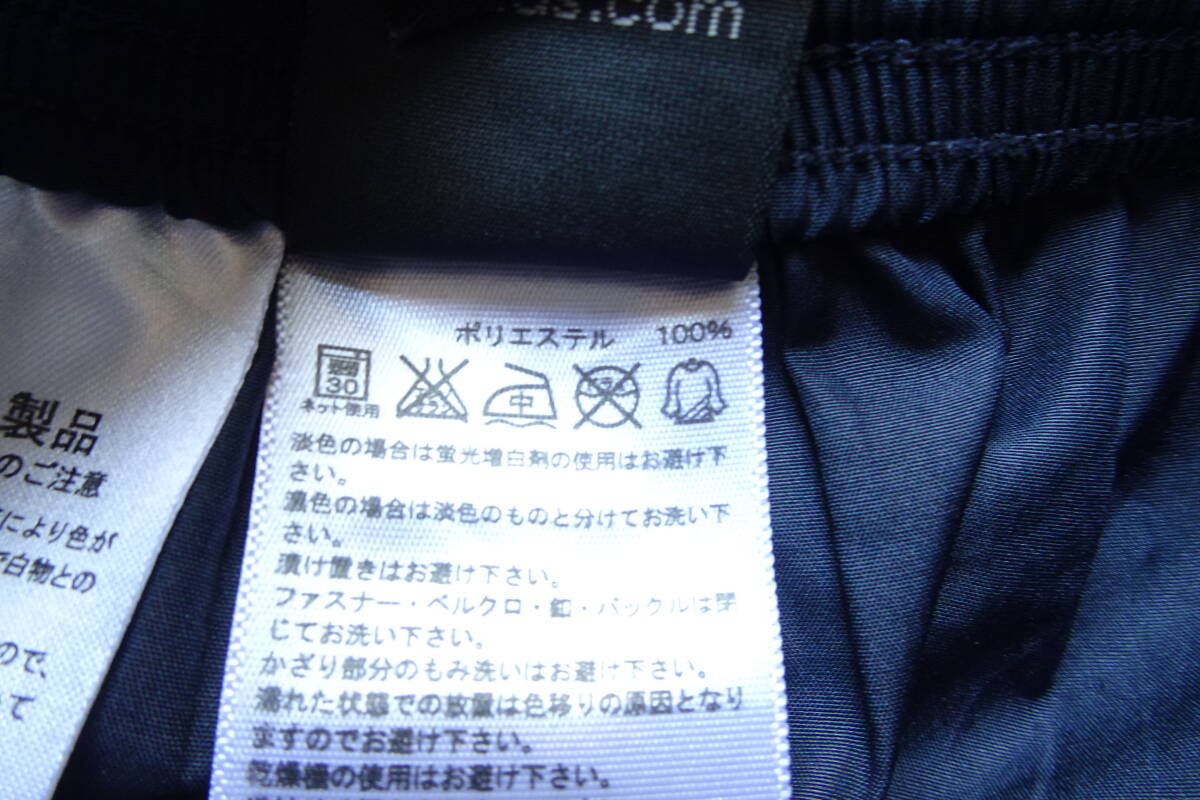 .com
ポリエステル 100%
30
中
ネット使用
淡色の場合は蛍光増白剤の使用はお避け下
さい。
濃色の場合は淡色のものと分けてお洗い下
さい。
漬け置きはお避け下さい。
ファスナー・ベルクロ・釦・バックルは閉
じてお洗い下さい。
かざり部分のもみ洗いはお避け下さい。
濡れた状態での放置は色移りの原因となり
ますのでお避け下さい。
乾燥機の使用はお避け下さい。
製品
のご注意
により色が
白物との
ので、
いて